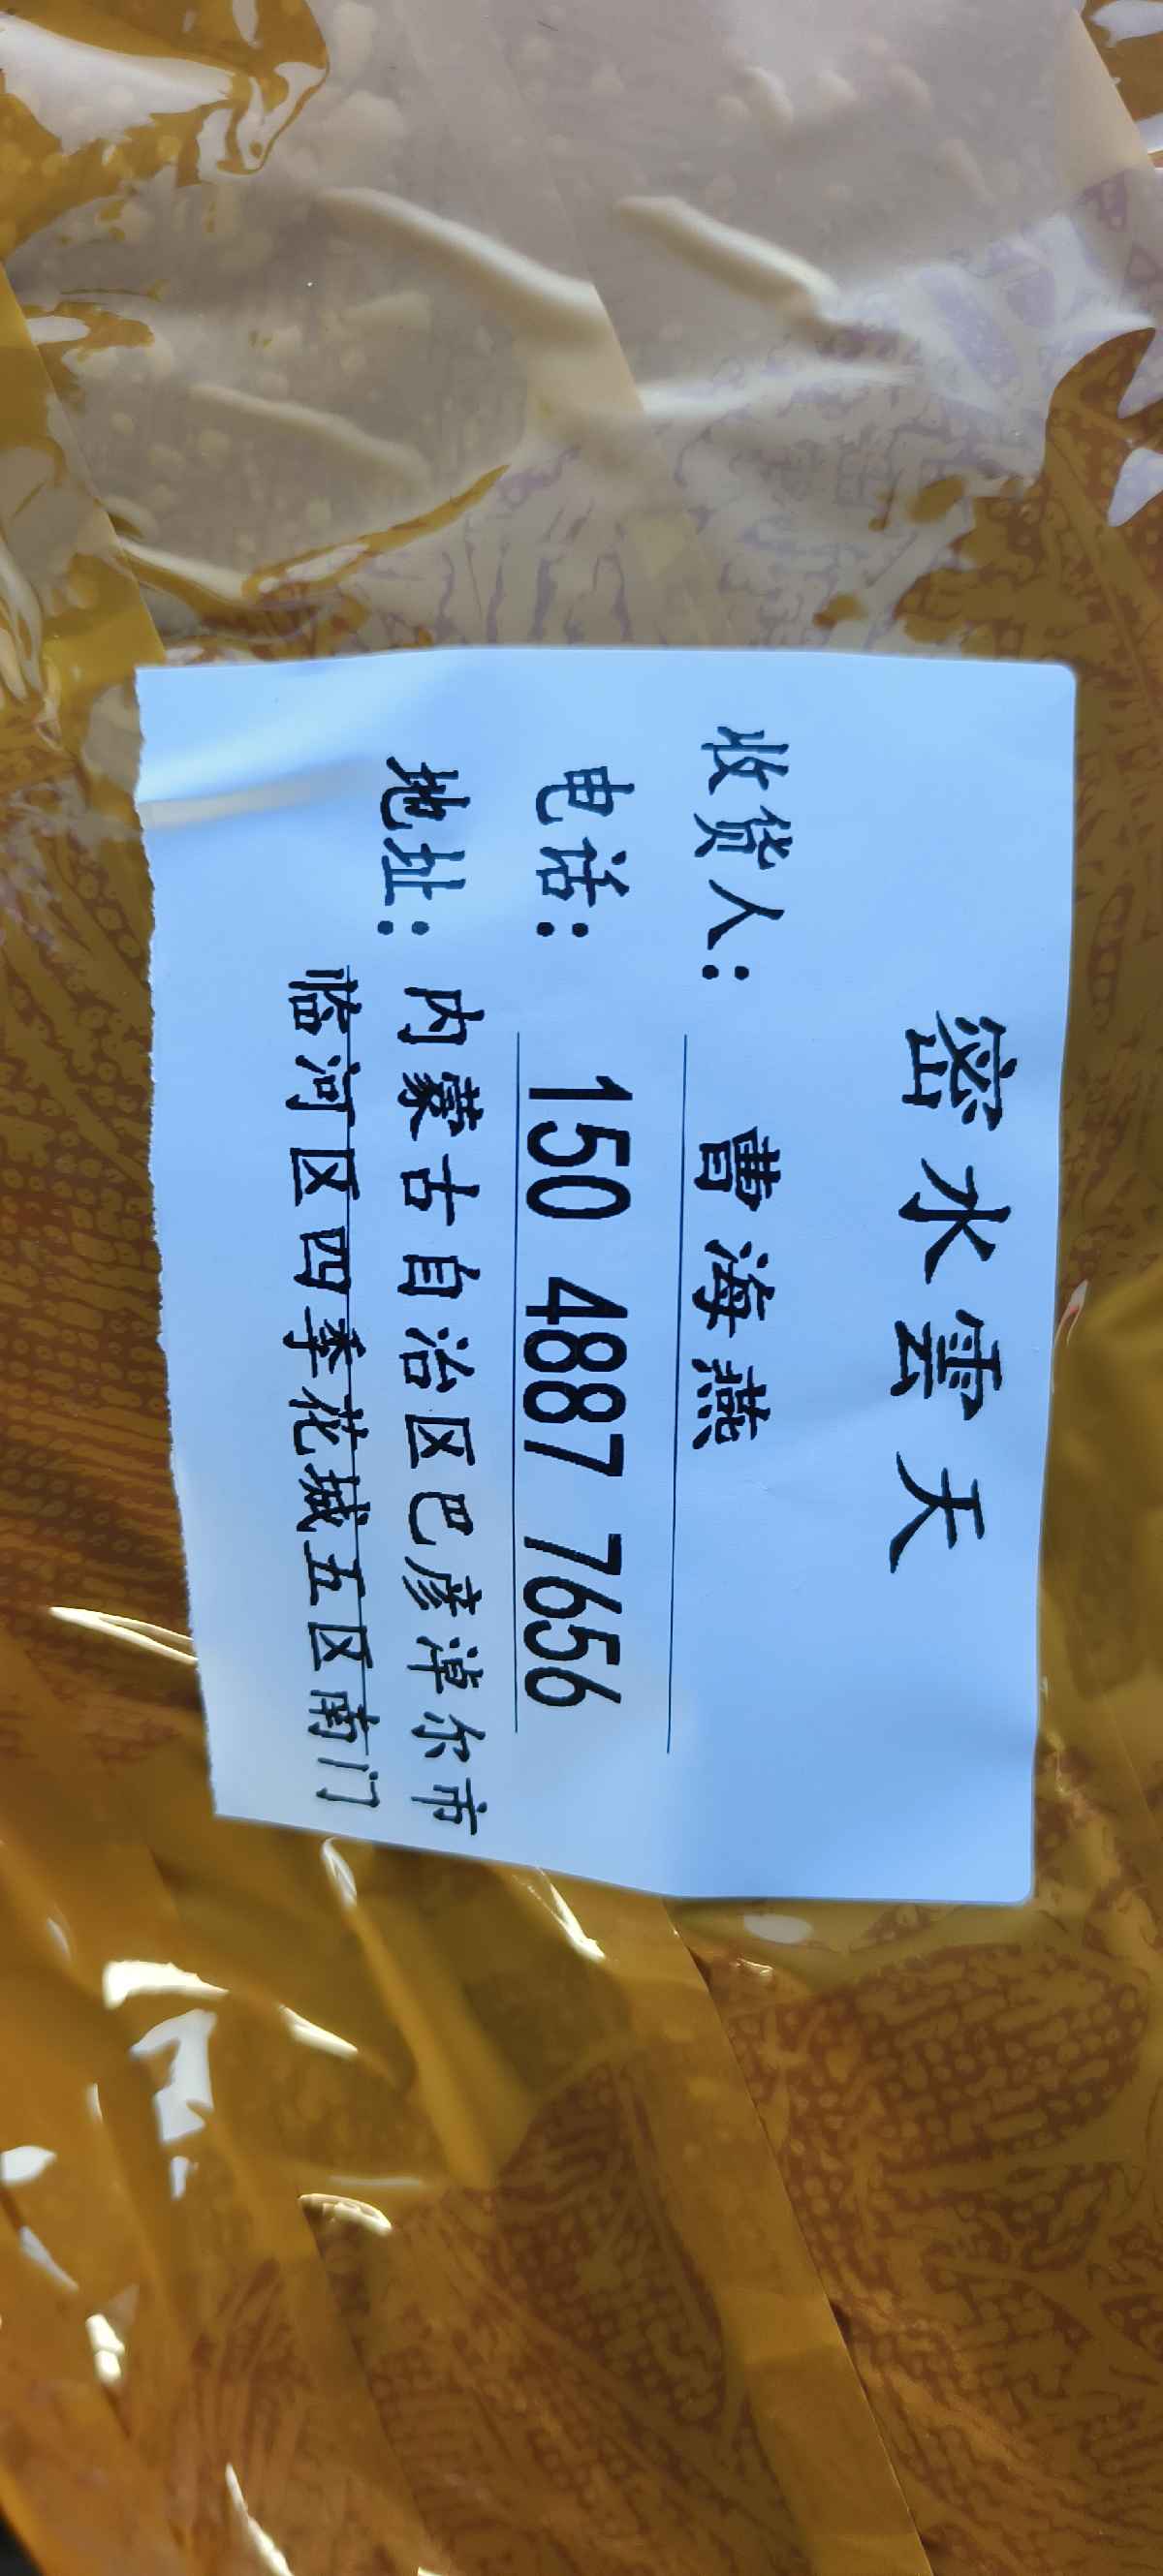 密水雲天
收货人：曹海燕
电话：150 4887 7656
地址：内蒙古自治区巴彦淖尔市
临河区四季花城五区南门